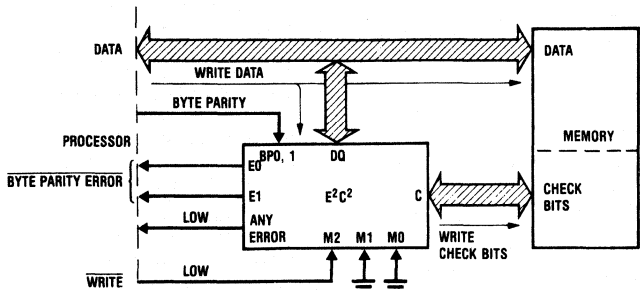 DATA
DATA
WRITE DATA
BYTE PARITY
PROCESSOR
MEMORY
BP0, 1 DQ
E0
BYTE PARITY ERROR
E1 E²C² C
CHECK
BITS
LOW
ANY
ERROR
M2 M1 M0
WRITE
CHECK BITS
WRITE
LOW